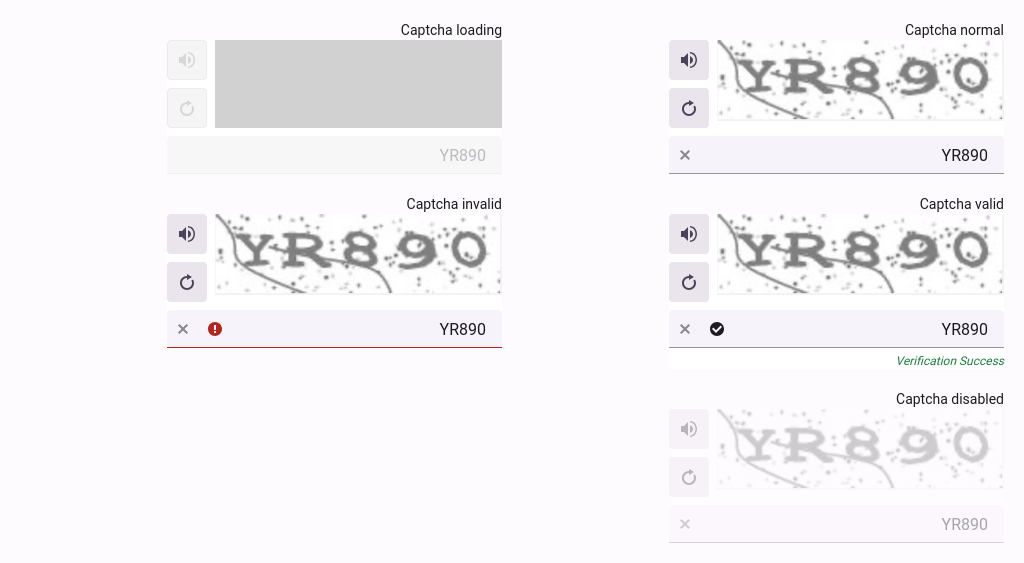 Captcha normal
YR890
YR890
Captcha loading
YR890
Captcha valid
YR890
YR890
Verification Success
Captcha invalid
YR890
YR890
Captcha disabled
YR890
YR890